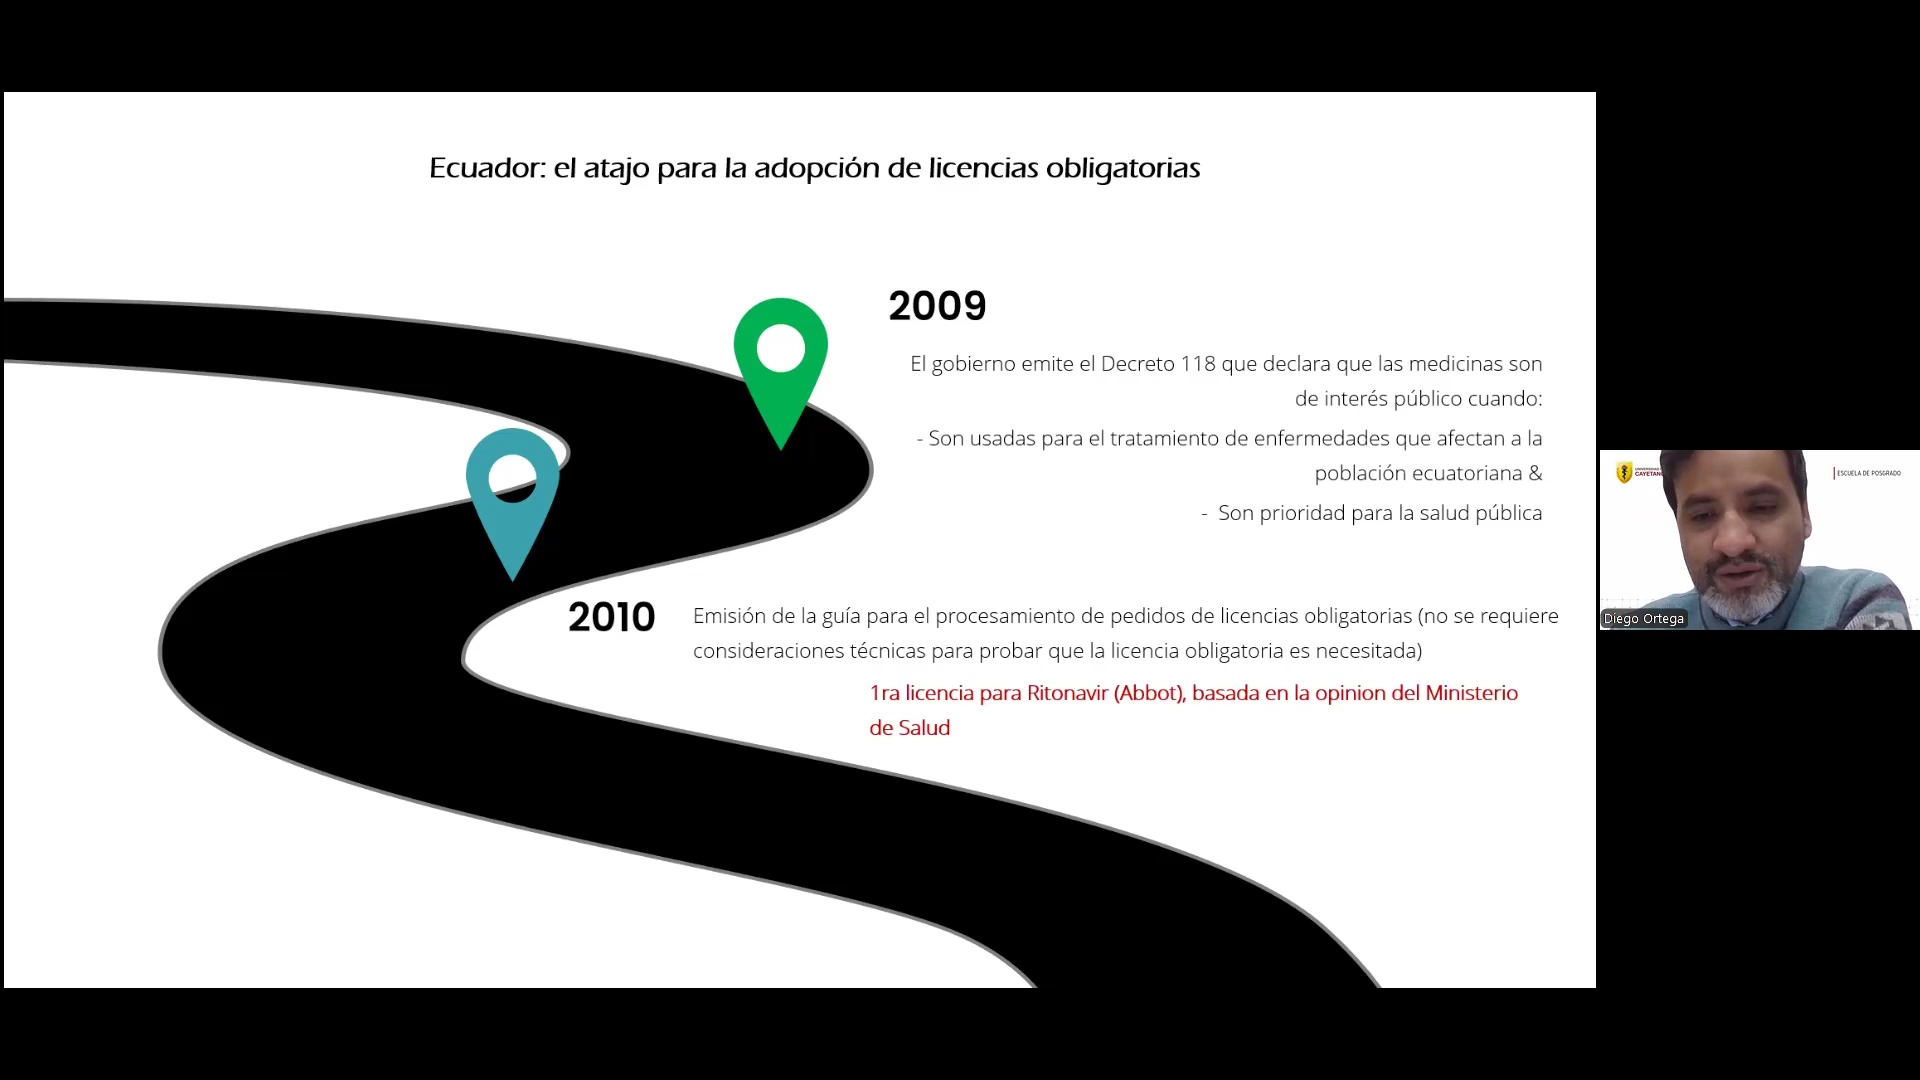 Ecuador: el atajo para la adopción de licencias obligatorias
2009
El gobierno emite el Decreto 118 que declara que las medicinas son
de interés público cuando:
- Son usadas para el tratamiento de enfermedades que afectan a la
población ecuatoriana &
- Son prioridad para la salud pública
2010
Emisión de la guía para el procesamiento de pedidos de licencias obligatorias (no se requiere
consideraciones técnicas para probar que la licencia obligatoria es necesitada)
1ra licencia para Ritonavir (Abbot), basada en la opinion del Ministerio
de Salud
ESCUELA DE POSGRADO
Diego Ortega